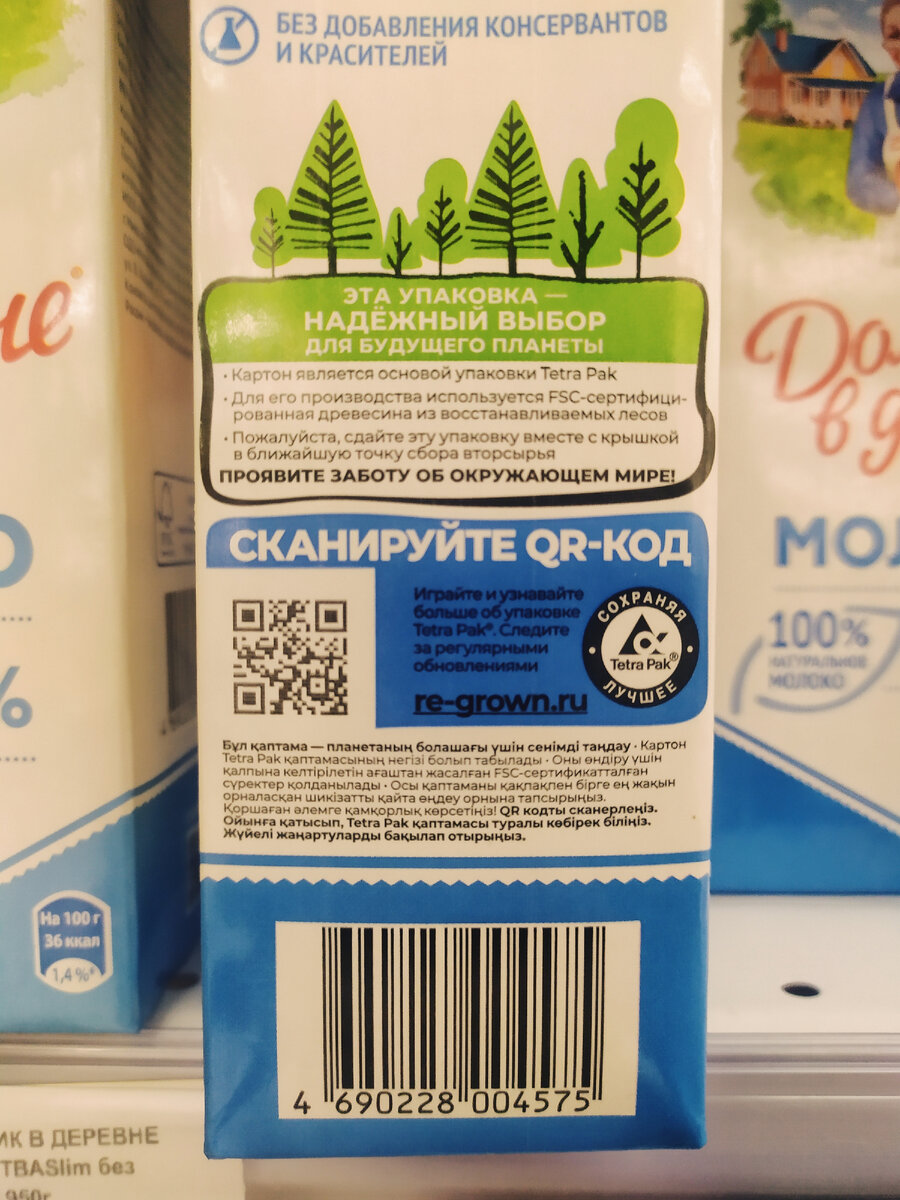 БЕЗ ДОБАВЛЕНИЯ КОНСЕРВАНТОВ
И КРАСИТЕЛЕЙ
ЭТА УПАКОВКА —
НАДЁЖНЫЙ ВЫБОР
ДЛЯ БУДУЩЕГО ПЛАНЕТЫ
• Картон является основой упаковки Tetra Pak
• Для его производства используется FSC-сертифици-
рованная древесина из восстанавливаемых лесов
• Пожалуйста, сдайте эту упаковку вместе с крышкой
в ближайшую точку сбора вторсырья
ПРОЯВИТЕ ЗАБОТУ ОБ ОКРУЖАЮЩЕМ МИРЕ!
СКАНИРУЙТЕ QR-КОД
Играйте и узнавайте
больше об упаковке
Tetra Pak®. Следите
за регулярными
обновлениями
re-grown.ru
СОХРАНЯЯ
Tetra Pak®
ЛУЧШЕЕ
Бұл қаптама — планетаның болашағы үшін сенімді таңдау • Картон
Tetra Pak қаптамасының негізі болып табылады • Оны өндіру үшін
қалпына келтірілетін ағаштан жасалған FSC-сертификатталған
сүректер қолданылады • Осы қаптаманы қақпақпен бірге ең жақын
орналасқан шикізатты қайта өңдеу орнына тапсырыңыз.
Қоршаған әлемге қамқорлық көрсетіңіз! QR кодты сканерлеңіз.
Ойынға қатысып, Tetra Pak қаптамасы туралы көбірек біліңіз.
Жүйелі жаңартуларды бақылап отырыңыз.
4 690228 004575
не
О
%
На 100 г
36 ккал
1,4%*
ИК В ДЕРЕВНЕ
TBASlim без
950г
До
в д
МОЛ
100%
НАТУРАЛЬНОЕ
МОЛОКО